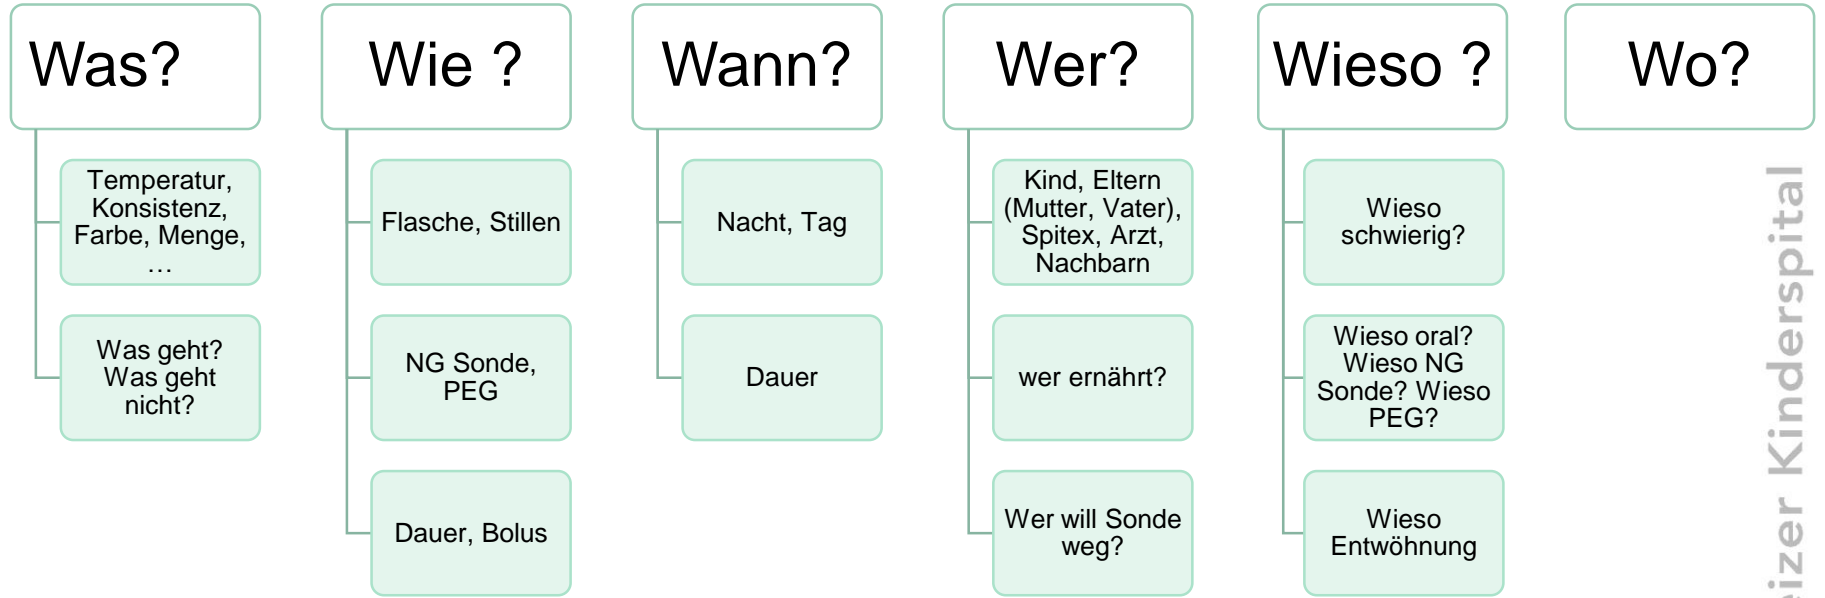 Was?
Temperatur,
Konsistenz,
Farbe, Menge,
…
Was geht?
Was geht
nicht?
Wie ?
Flasche, Stillen
NG Sonde,
PEG
Dauer, Bolus
Wann?
Nacht, Tag
Dauer
Wer?
Kind, Eltern
(Mutter, Vater),
Spitex, Arzt,
Nachbarn
wer ernährt?
Wer will Sonde
weg?
Wieso ?
Wieso
schwierig?
Wieso oral?
Wieso NG
Sonde? Wieso
PEG?
Wieso
Entwöhnung
Wo?
eizer Kinderspital